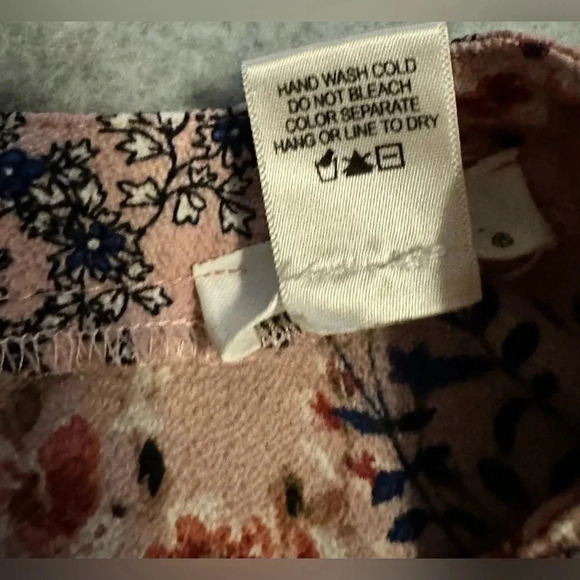 HAND WASH COLD
DO NOT BLEACH
COLOR SEPARATE
HANG OR LINE TO DRY